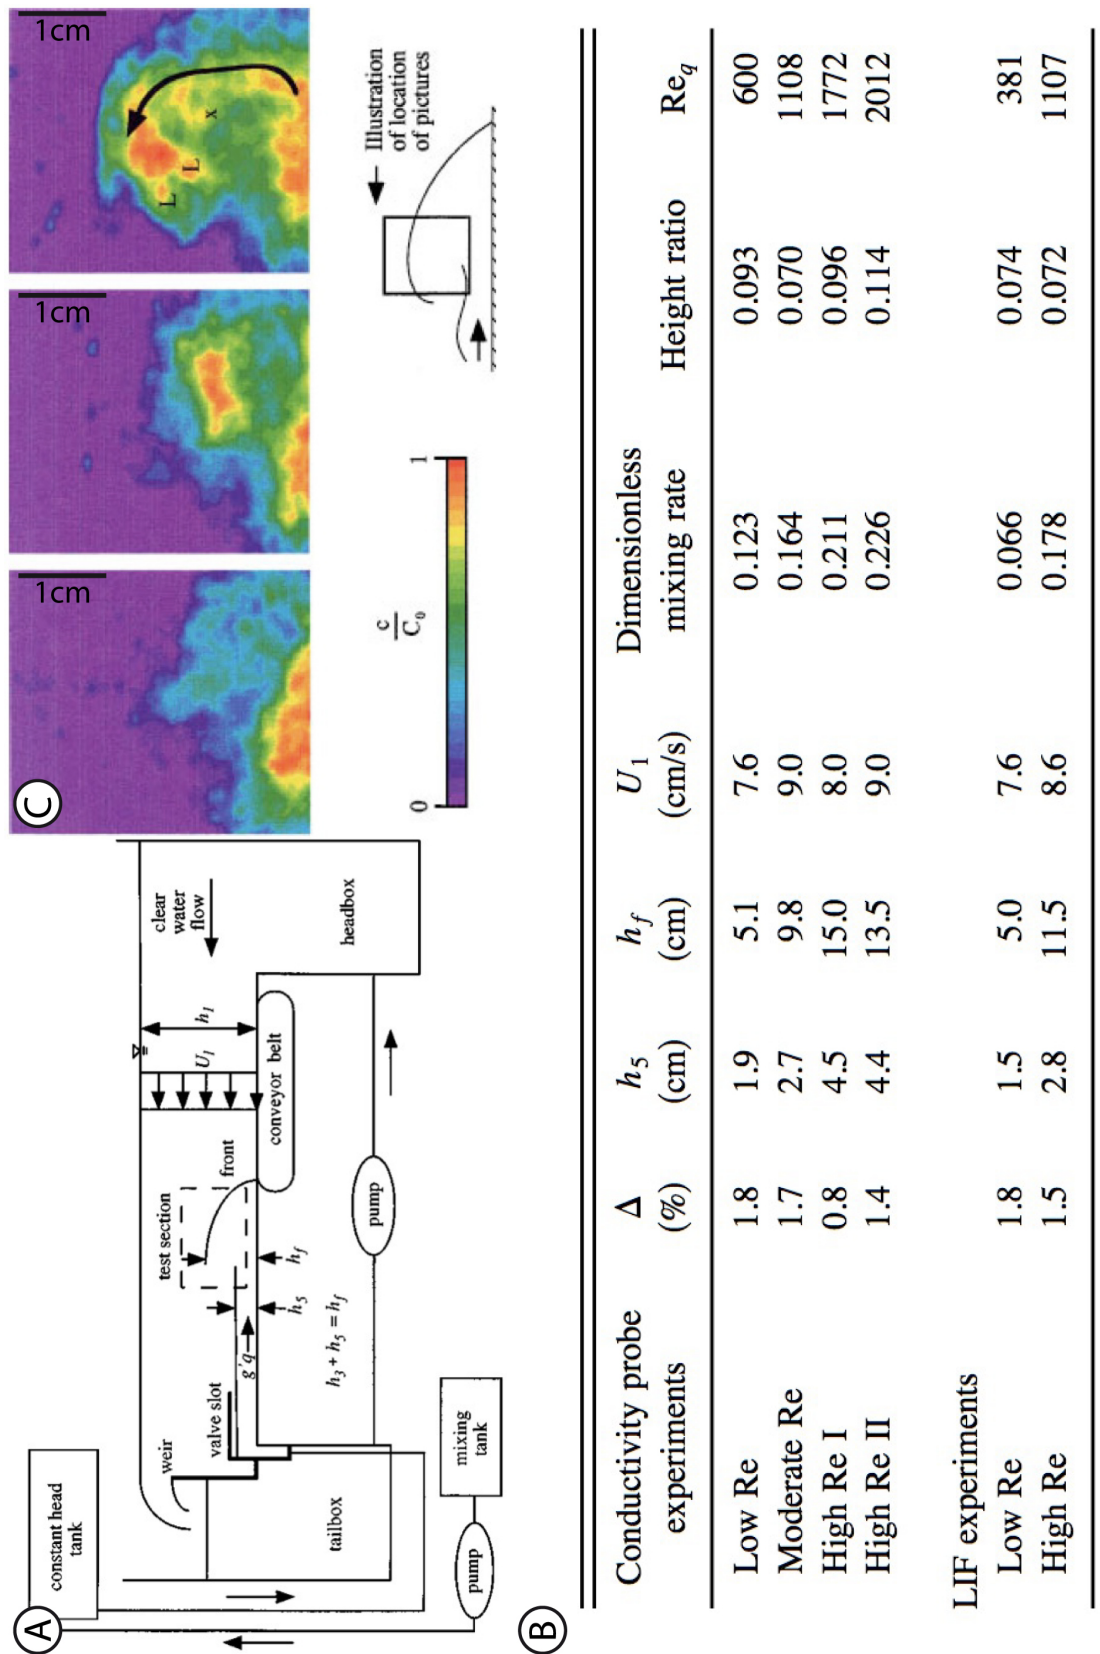 A
constant head
tank
weir
valve slot
g'q
h5
test section
front
hf
U1
h1
clear
water
flow
h3 + h5 = hf
conveyor belt
headbox
tailbox
pump
pump
mixing
tank
C
1cm
1cm
1cm
L
L
x
0
c
C0
1
Illustration
of location
of pictures
B
Conductivity probe
experiments
Δ
(%)
h5
(cm)
hf
(cm)
U1
(cm/s)
Dimensionless
mixing rate
Height ratio
Req
Low Re 1.8 1.9 5.1 7.6 0.123 0.093 600
Moderate Re 1.7 2.7 9.8 9.0 0.164 0.070 1108
High Re I 0.8 4.5 15.0 8.0 0.211 0.096 1772
High Re II 1.4 4.4 13.5 9.0 0.226 0.114 2012
LIF experiments
Low Re 1.8 1.5 5.0 7.6 0.066 0.074 381
High Re 1.5 2.8 11.5 8.6 0.178 0.072 1107